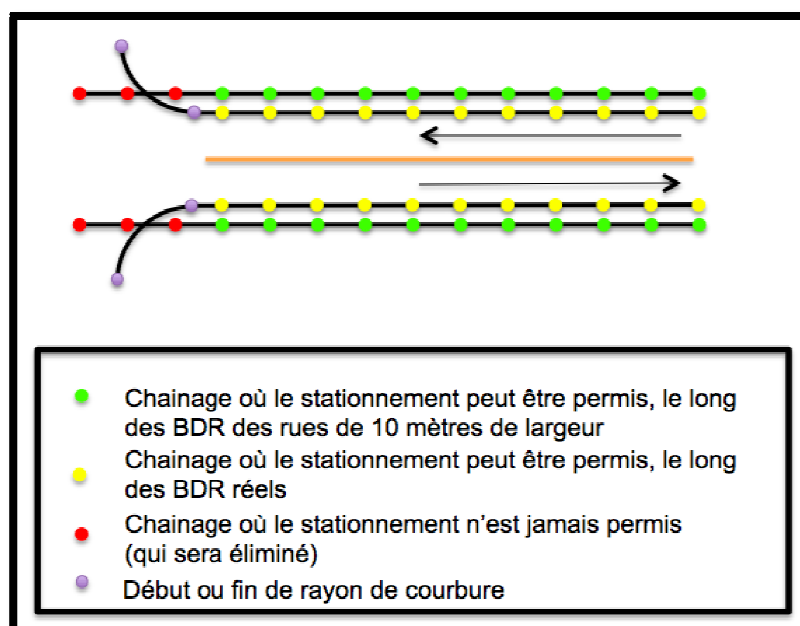 Chainage où le stationnement peut être permis, le long
des BDR des rues de 10 mètres de largeur
Chainage où le stationnement peut être permis, le long
des BDR réels
Chainage où le stationnement n'est jamais permis
(qui sera éliminé)
Début ou fin de rayon de courbure